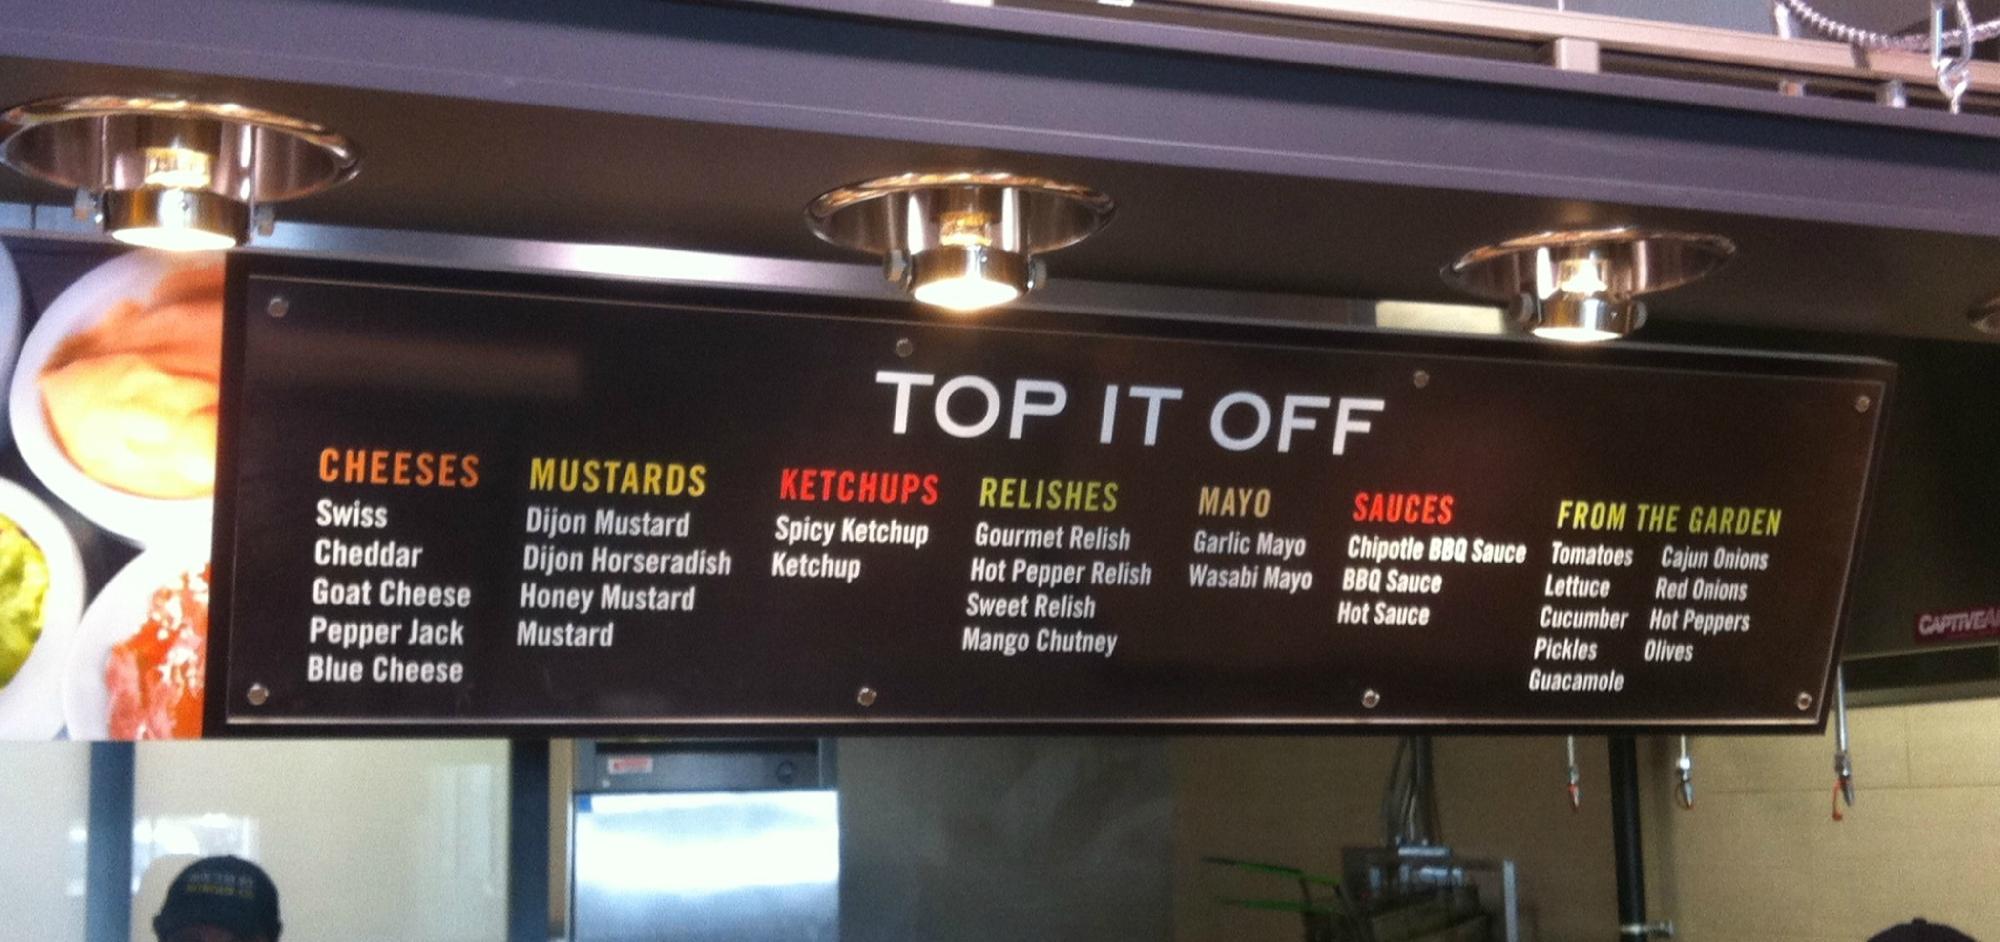 TOP IT OFF
CHEESES
Swiss
Cheddar
Goat Cheese
Pepper Jack
Blue Cheese
MUSTARDS
Dijon Mustard
Dijon Horseradish
Honey Mustard
Mustard
KETCHUPS
Spicy Ketchup
Ketchup
RELISHES
Gourmet Relish
Hot Pepper Relish
Sweet Relish
Mango Chutney
MAYO
Garlic Mayo
Wasabi Mayo
SAUCES
Chipotle BBQ Sauce
BBQ Sauce
Hot Sauce
FROM THE GARDEN
Tomatoes
Lettuce
Cucumber
Pickles
Guacamole
Cajun Onions
Red Onions
Hot Peppers
Olives